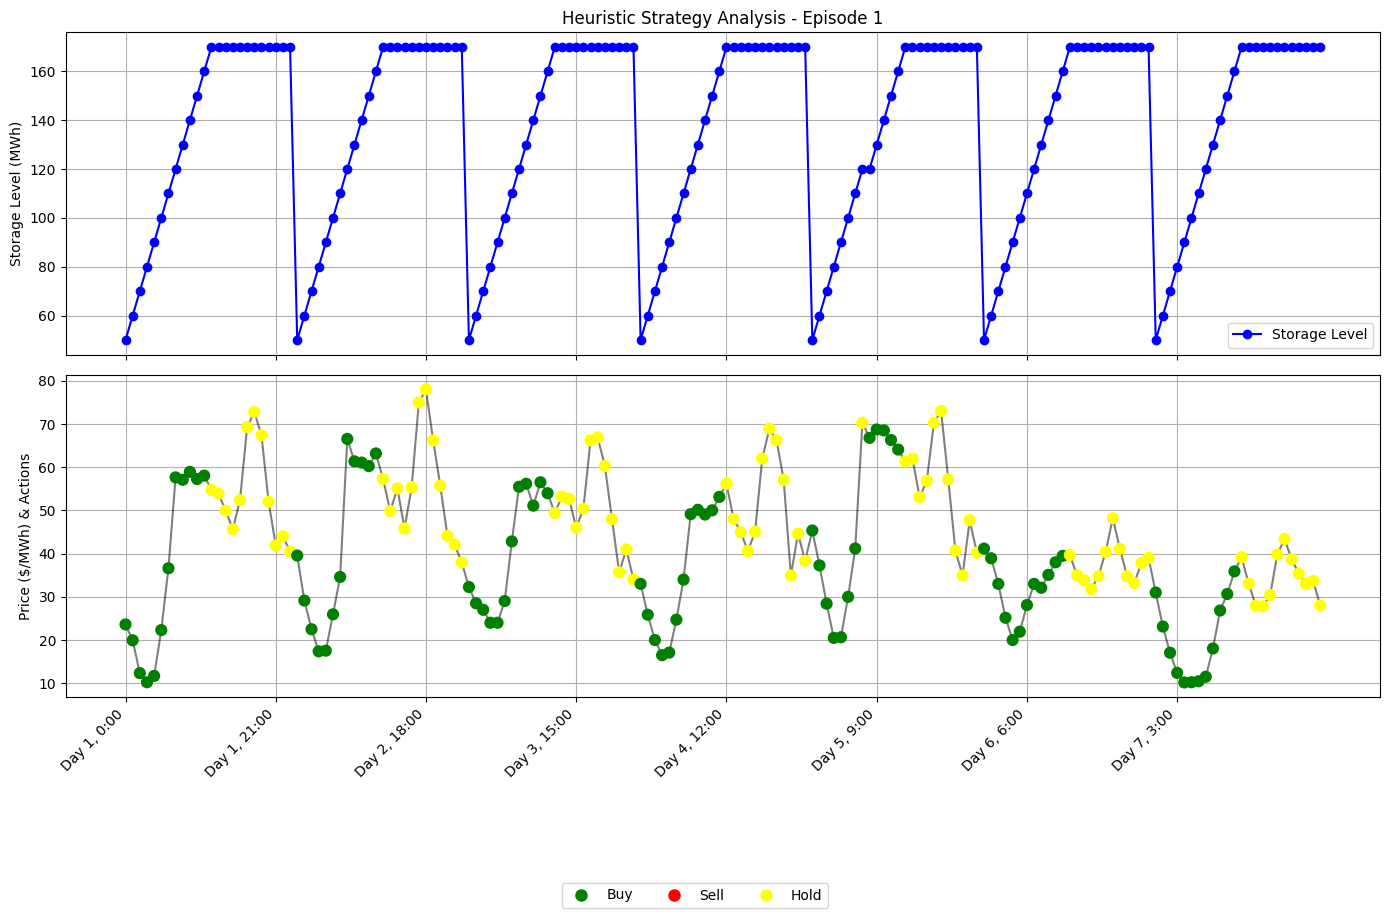 Heuristic Strategy Analysis - Episode 1
Storage Level (MWh)
160
140
120
100
80
60
Storage Level
Price ($/MWh) & Actions
80
70
60
50
40
30
20
10
Day 1, 0:00
Day 1, 21:00
Day 2, 18:00
Day 3, 15:00
Day 4, 12:00
Day 5, 9:00
Day 6, 6:00
Day 7, 3:00
Buy Sell Hold